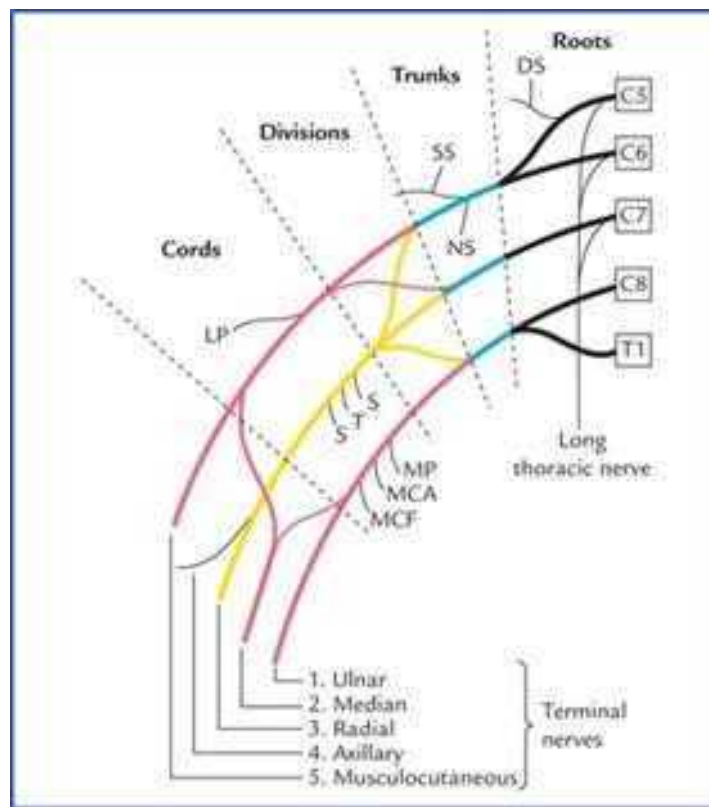 Roots
Trunks
Divisions
Cords
DS
SS
NS
LP
C5
C6
C7
C8
T1
S
T
S
MP
MCA
MCF
Long
thoracic nerve
1. Ulnar
2. Median
3. Radial
4. Axillary
5. Musculocutaneous
Terminal
nerves